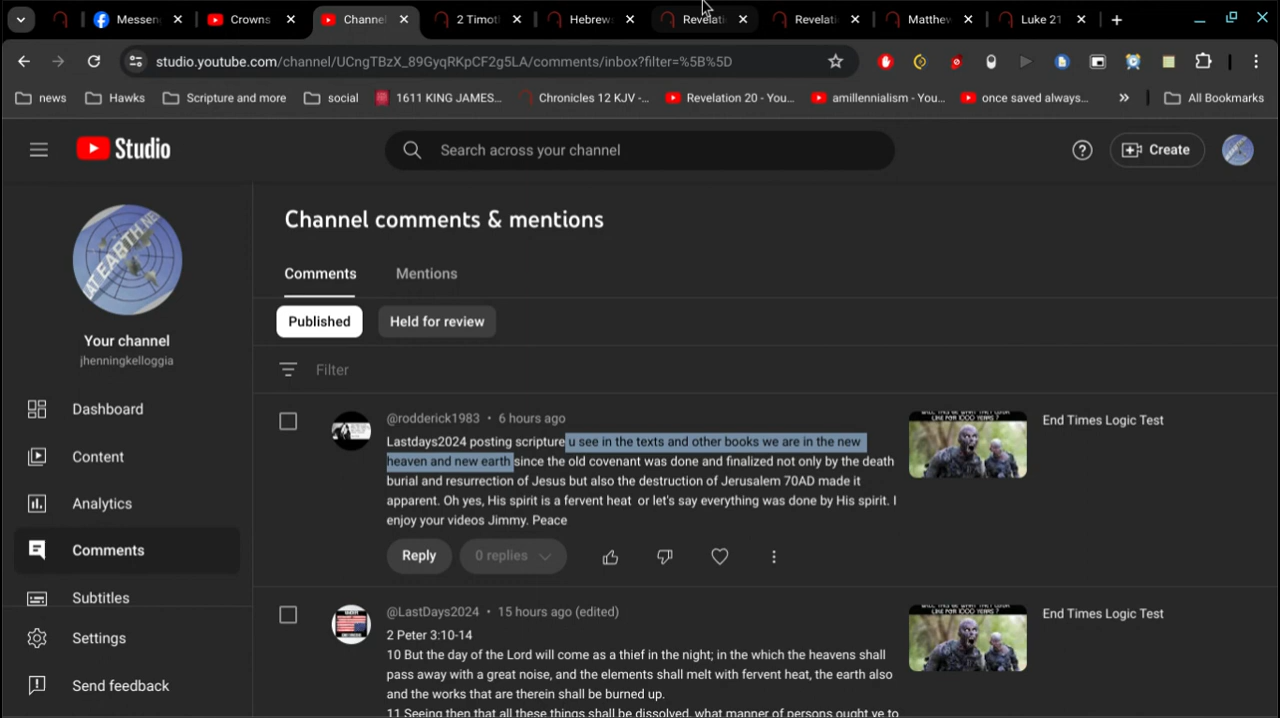 Messen
Crowns
Channel
2 Timoti
Hebrew
Revelati
Revelati
Matthew
Luke 21
studio.youtube.com/channel/UCngTBzX_89GyqRKpCF2g5LA/comments/inbox?filter=%5B%5D
news
Hawks
Scripture and more
social
1611 KING JAMES...
Chronicles 12 KJV -...
Revelation 20 - You...
amillennialism - You...
once saved always...
»
All Bookmarks
Studio
Search across your channel
Create
Channel comments & mentions
Comments
Mentions
Published
Held for review
Filter
AT EARTH.NE
Your channel
jhenningkelloggia
Dashboard
Content
Analytics
Comments
Subtitles
Settings
Send feedback
@rodderick1983 • 6 hours ago
Lastdays2024 posting scripture u see in the texts and other books we are in the new
heaven and new earth since the old covenant was done and finalized not only by the death
burial and resurrection of Jesus but also the destruction of Jerusalem 70AD made it
apparent. Oh yes, His spirit is a fervent heat or let's say everything was done by His spirit. I
enjoy your videos Jimmy. Peace
Reply
0 replies
End Times Logic Test
@LastDays2024 • 15 hours ago (edited)
2 Peter 3:10-14
10 But the day of the Lord will come as a thief in the night; in the which the heavens shall
pass away with a great noise, and the elements shall melt with fervent heat, the earth also
and the works that are therein shall be burned up.
11 Seeing then that all these things shall be dissolved, what manner of persons ought ye to
End Times Logic Test
LIKE FOR 1000 YEARS ?